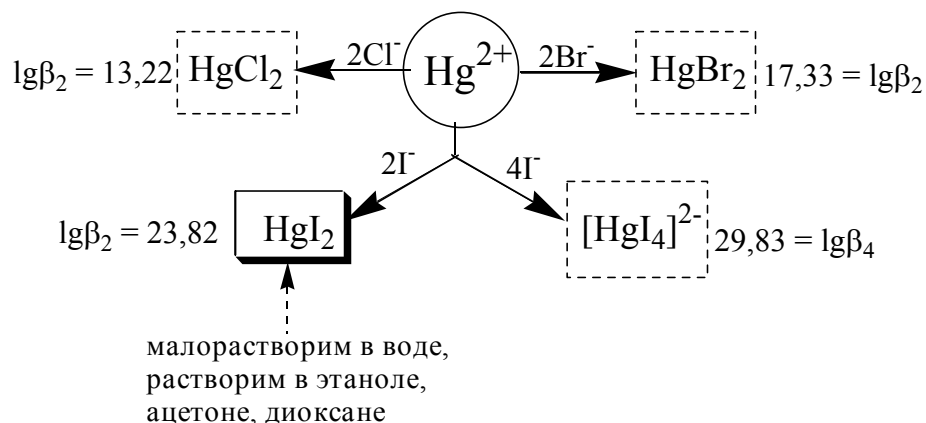 lgβ₂ = 13,22 HgCl₂ 2Cl⁻ Hg²⁺ 2Br⁻ HgBr₂ 17,33 = lgβ₂
2I⁻ 4I⁻
lgβ₂ = 23,82 HgI₂ [HgI₄]²⁻ 29,83 = lgβ₄
малорастворим в воде,
растворим в этаноле,
ацетоне, диоксане